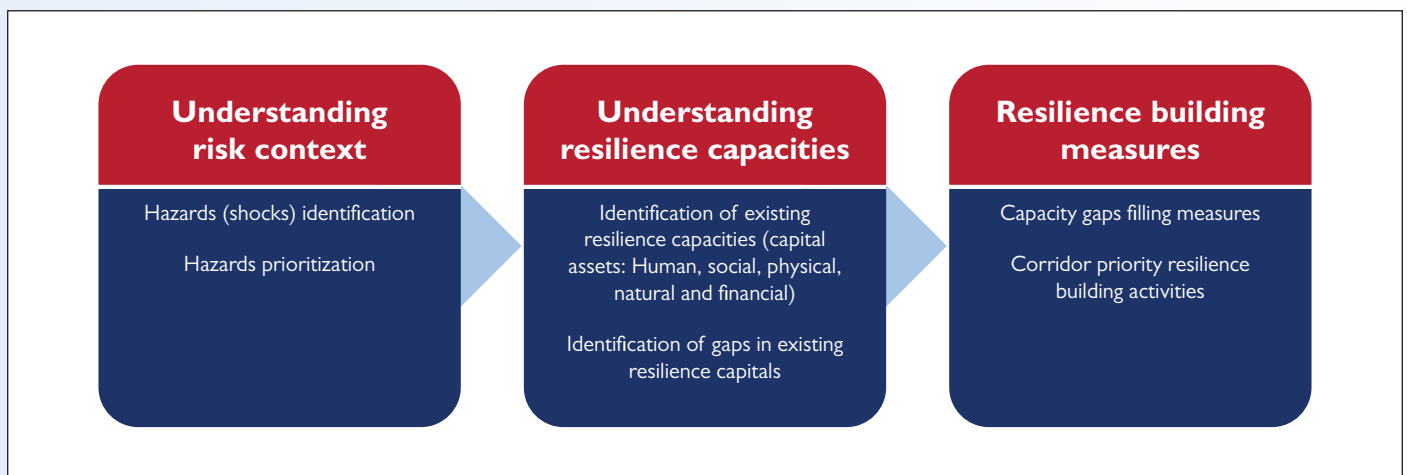 Understanding
risk context
Hazards (shocks) identification
Hazards prioritization
Understanding
resilience capacities
Identification of existing
resilience capacities (capital
assets: Human, social, physical,
natural and financial)
Identification of gaps in existing
resilience capitals
Resilience building
measures
Capacity gaps filling measures
Corridor priority resilience
building activities